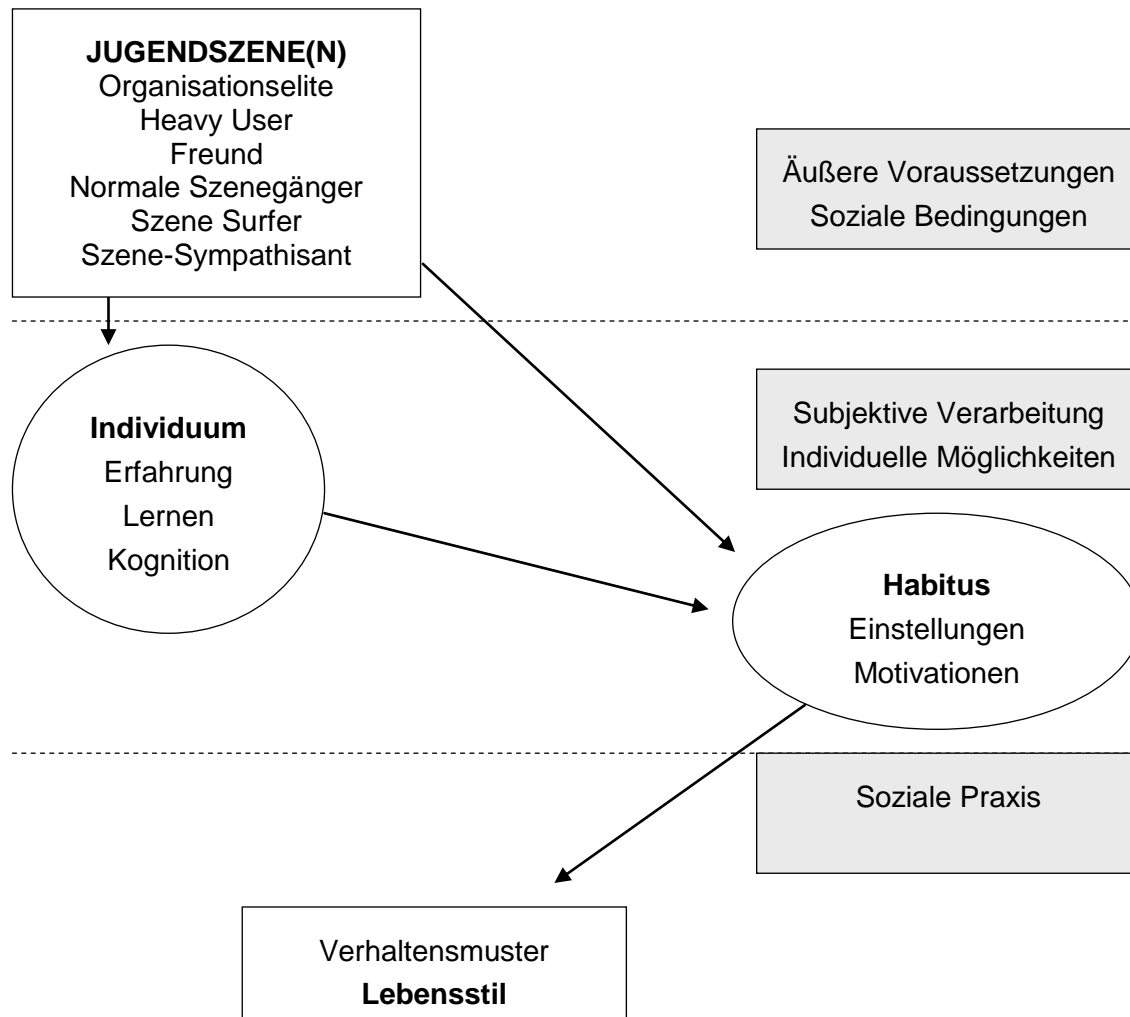 JUGENDSZENE(N)
Organisationselite
Heavy User
Freund
Normale Szenegänger
Szene Surfer
Szene-Sympathisant
Äußere Voraussetzungen
Soziale Bedingungen
Individuum
Erfahrung
Lernen
Kognition
Subjektive Verarbeitung
Individuelle Möglichkeiten
Habitus
Einstellungen
Motivationen
Soziale Praxis
Verhaltensmuster
Lebensstil